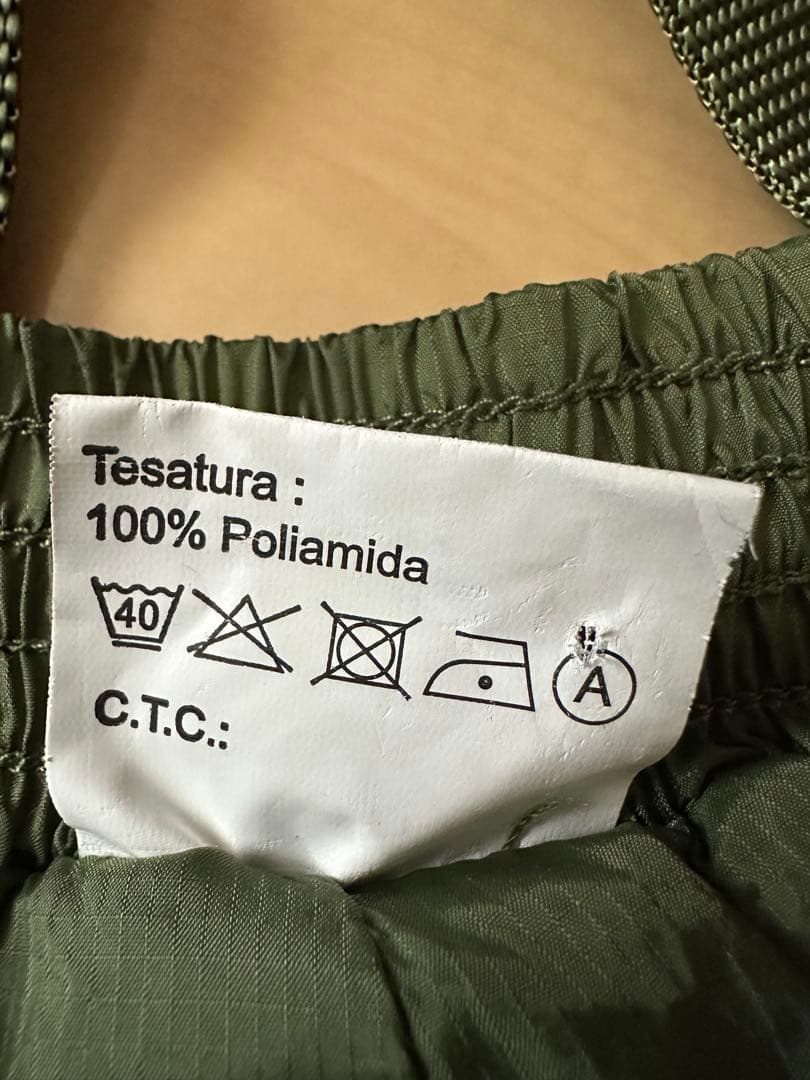 Tesatura :
100% Poliamida
40 A
C.T.C.: